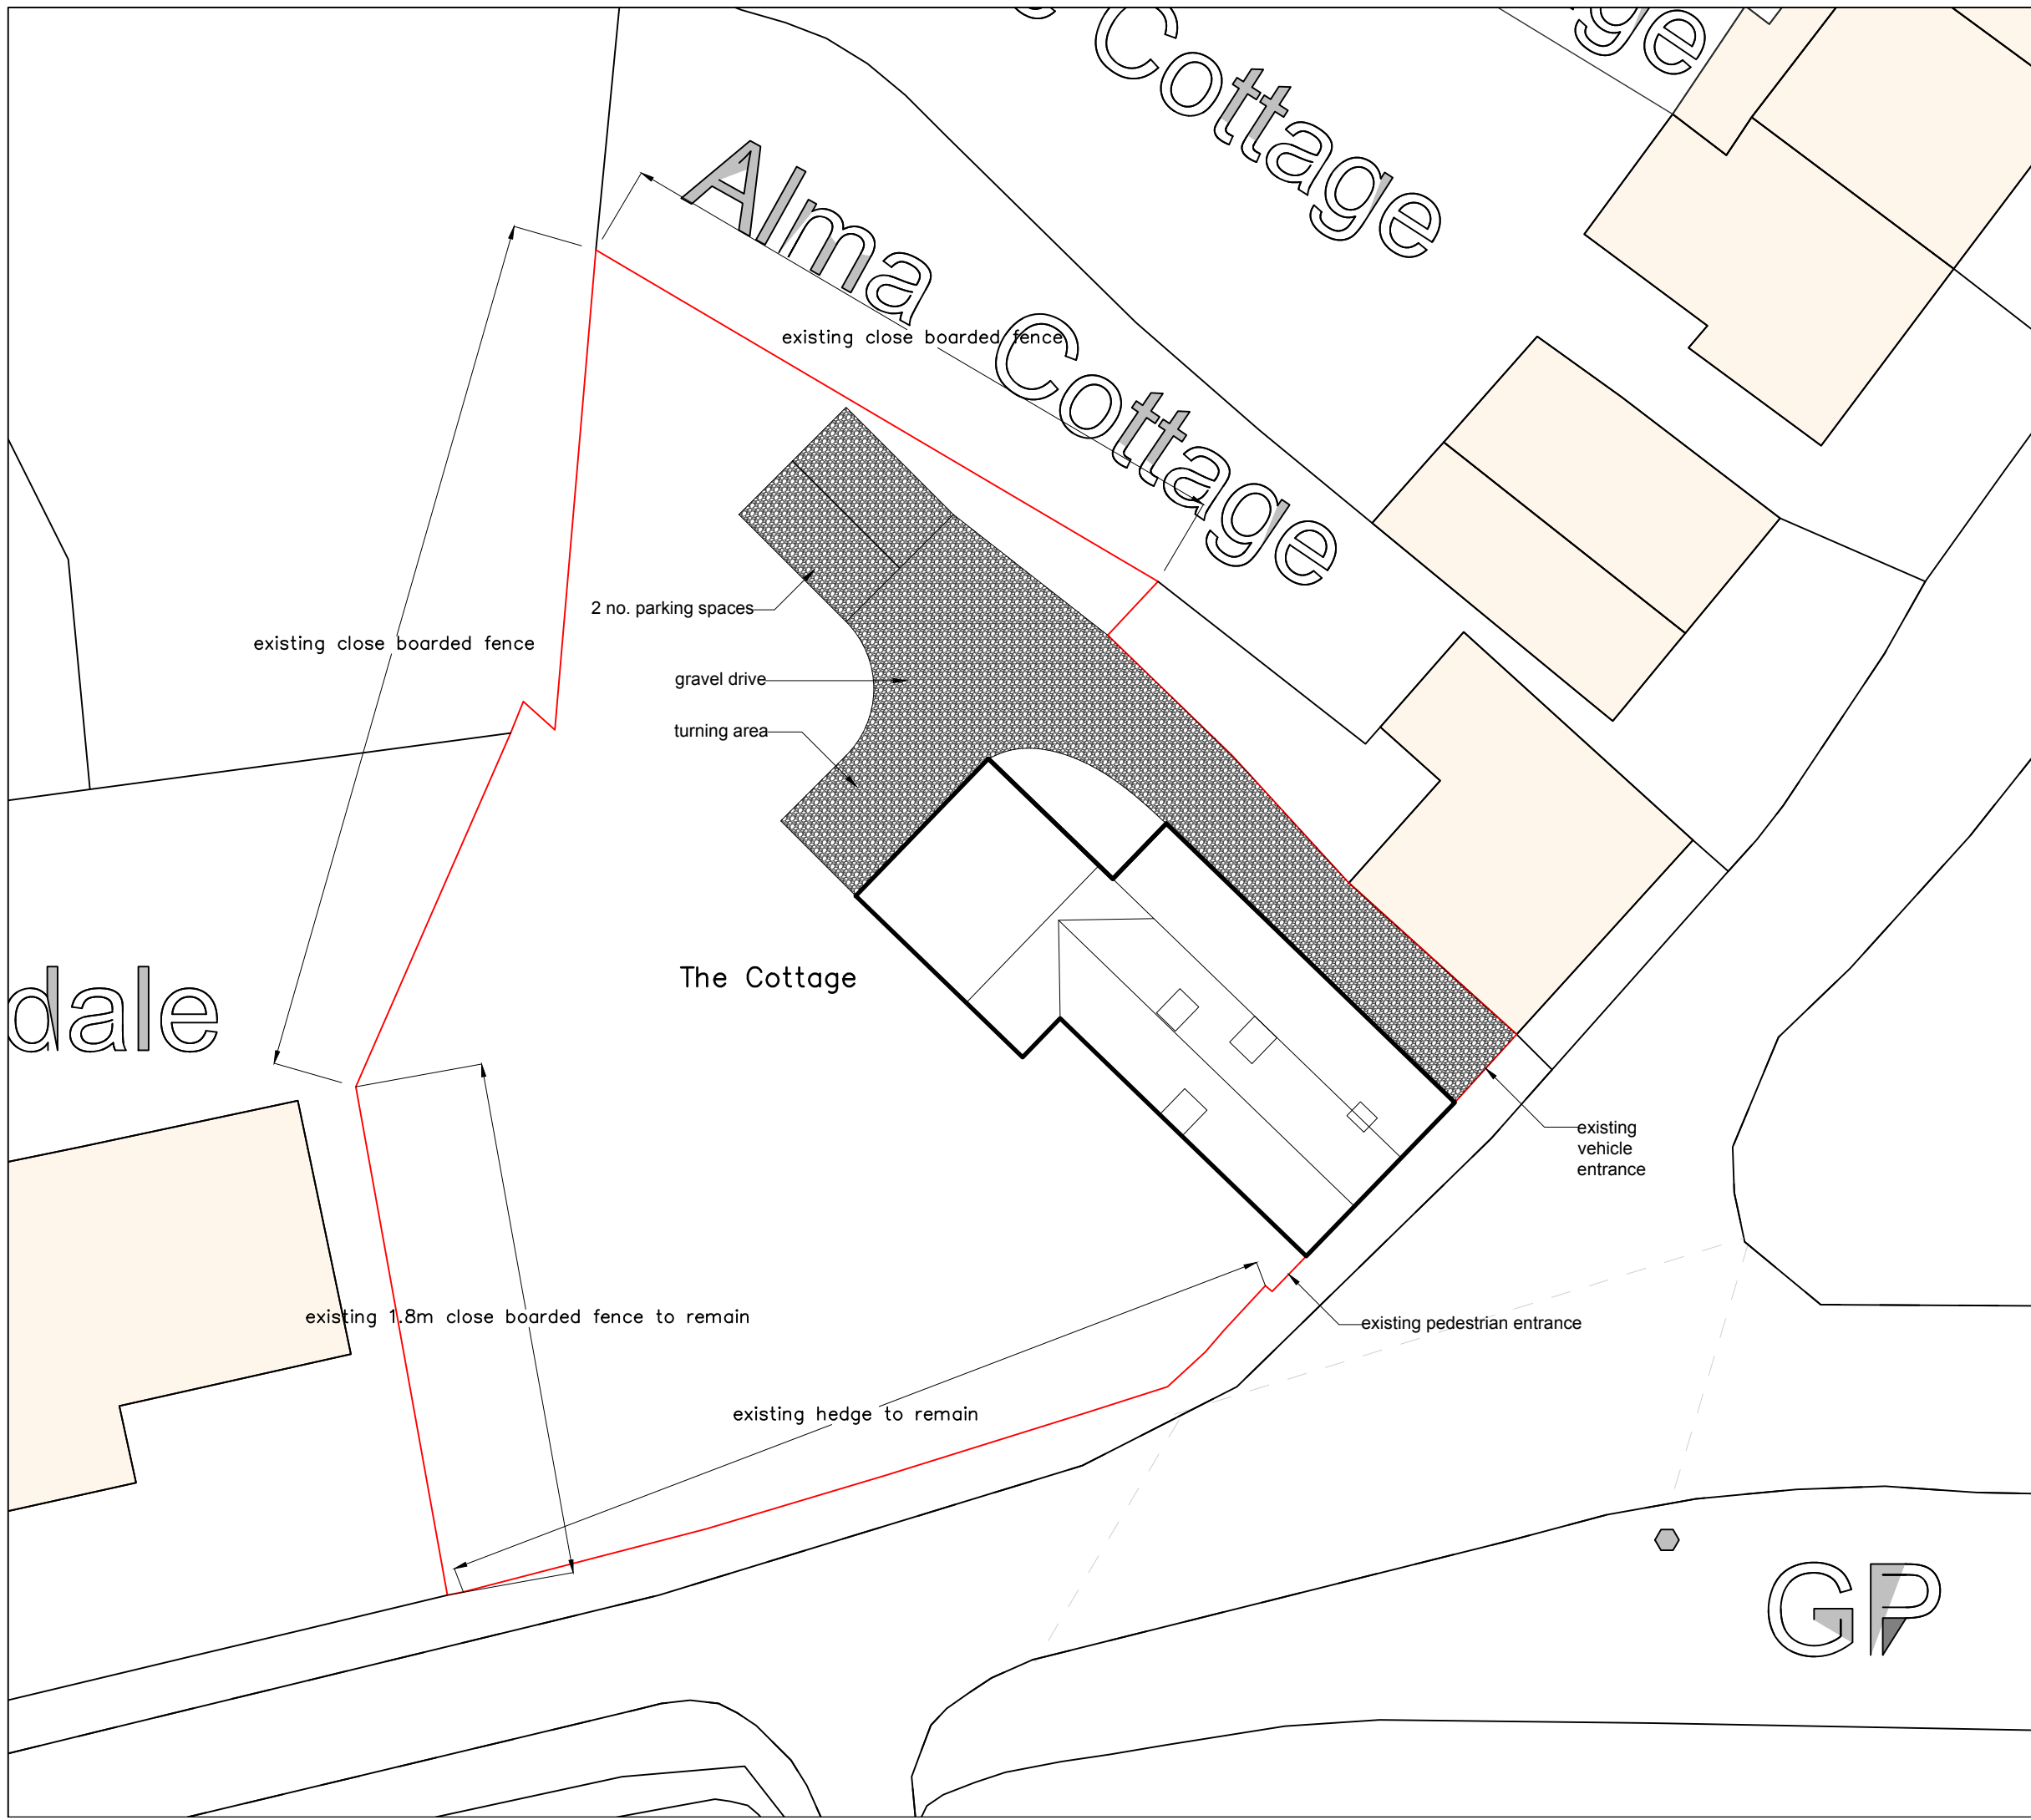 Cottage
Alma Cottage
existing close boarded fence
2 no. parking spaces
existing close boarded fence
gravel drive
turning area
The Cottage
dale
existing
vehicle
entrance
existing 1.8m close boarded fence to remain
existing pedestrian entrance
existing hedge to remain
GP